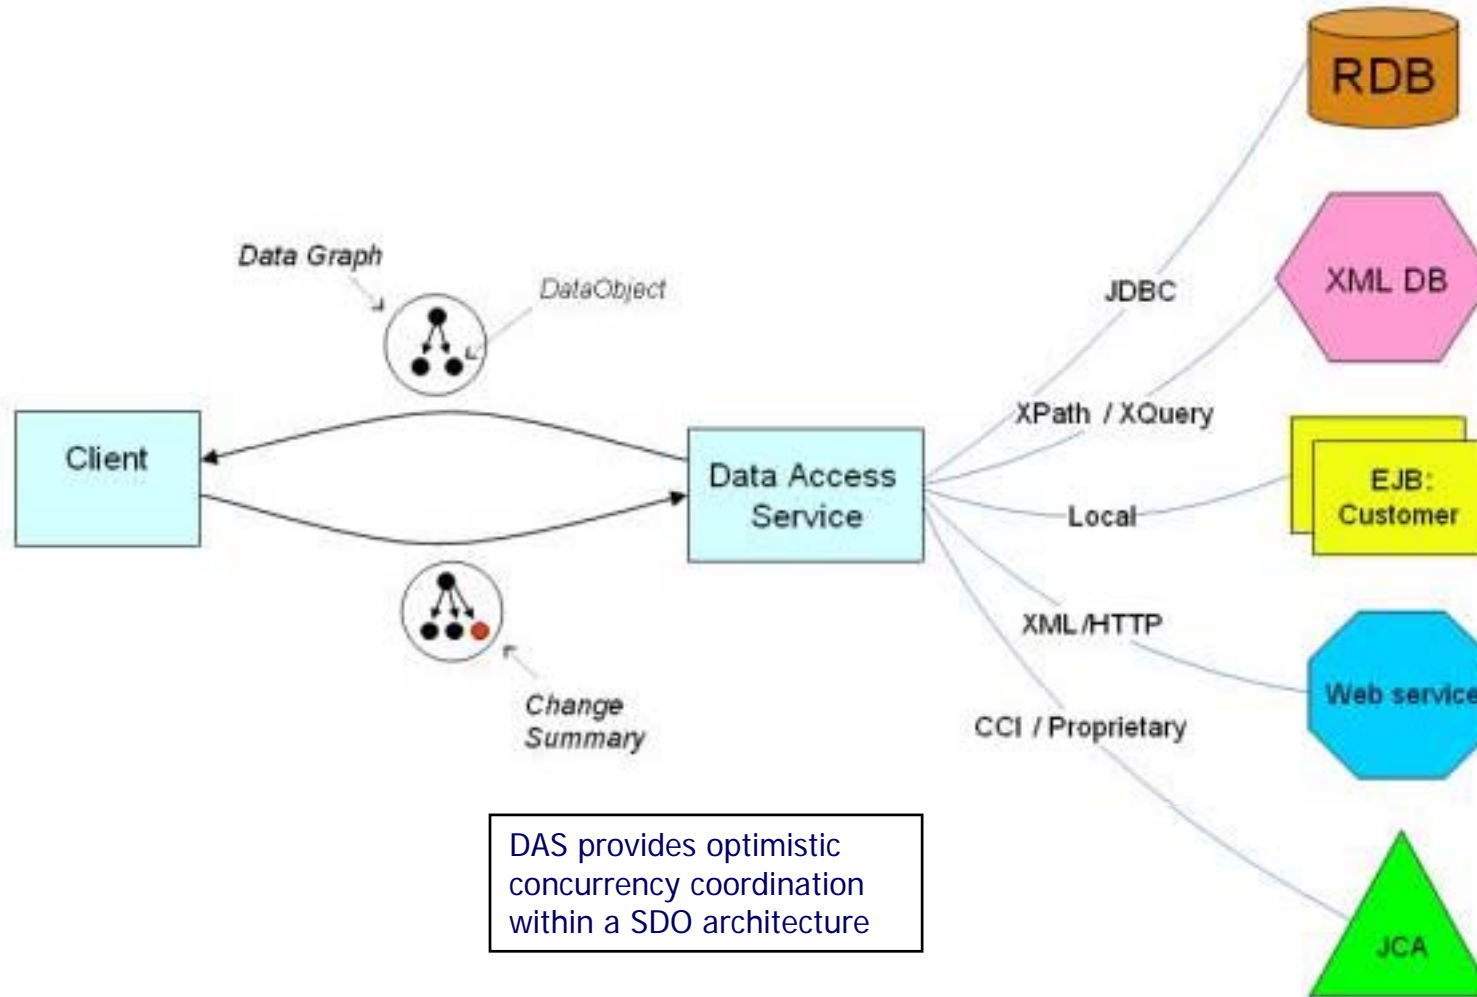 RDB
XML DB
Data Graph
DataObject
JDBC
XPath / XQuery
Client
Data Access
Service
EJB:
Customer
Local
XML/HTTP
Web service
Change
Summary
CCI / Proprietary
DAS provides optimistic
concurrency coordination
within a SDO architecture
JCA